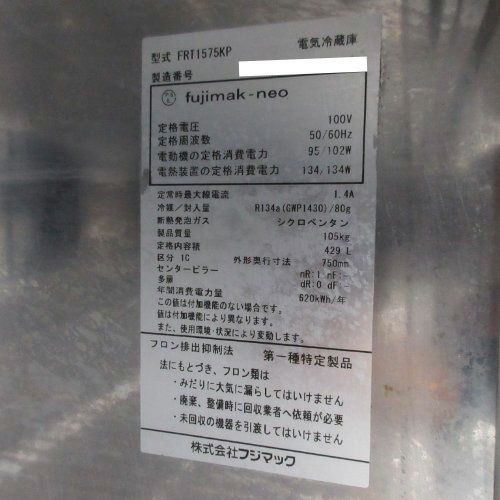 型式 FRT1575KP 電気冷蔵庫
製造番号
fujimak-neo
定格電圧 100V
定格周波数 50/60Hz
電動機の定格消費電力 95/102W
電熱装置の定格消費電力 134/134W
定常時最大線電流 1.4A
冷媒/封入量 R134a(GWP1430)/80g
断熱発泡ガス シクロペンタン
製品質量 105kg
定格内容積 429 L
区分 1C 外形奥行寸法 750mm
センターピラー nR:1 nF:-
多量 dR:0 dF:-
年間消費電力量 620kWh/年
この値は付加機能のない場合です。
値は付加機能により異なります。
また、使用環境・状況により変動します。
フロン排出抑制法 第一種特定製品
法にもとづき、フロン類は
・みだりに大気に漏らしてはいけません
・廃棄、整備時に回収業者へ依頼が必要
・未回収の機器を引渡してはいけません
株式会社フジマック